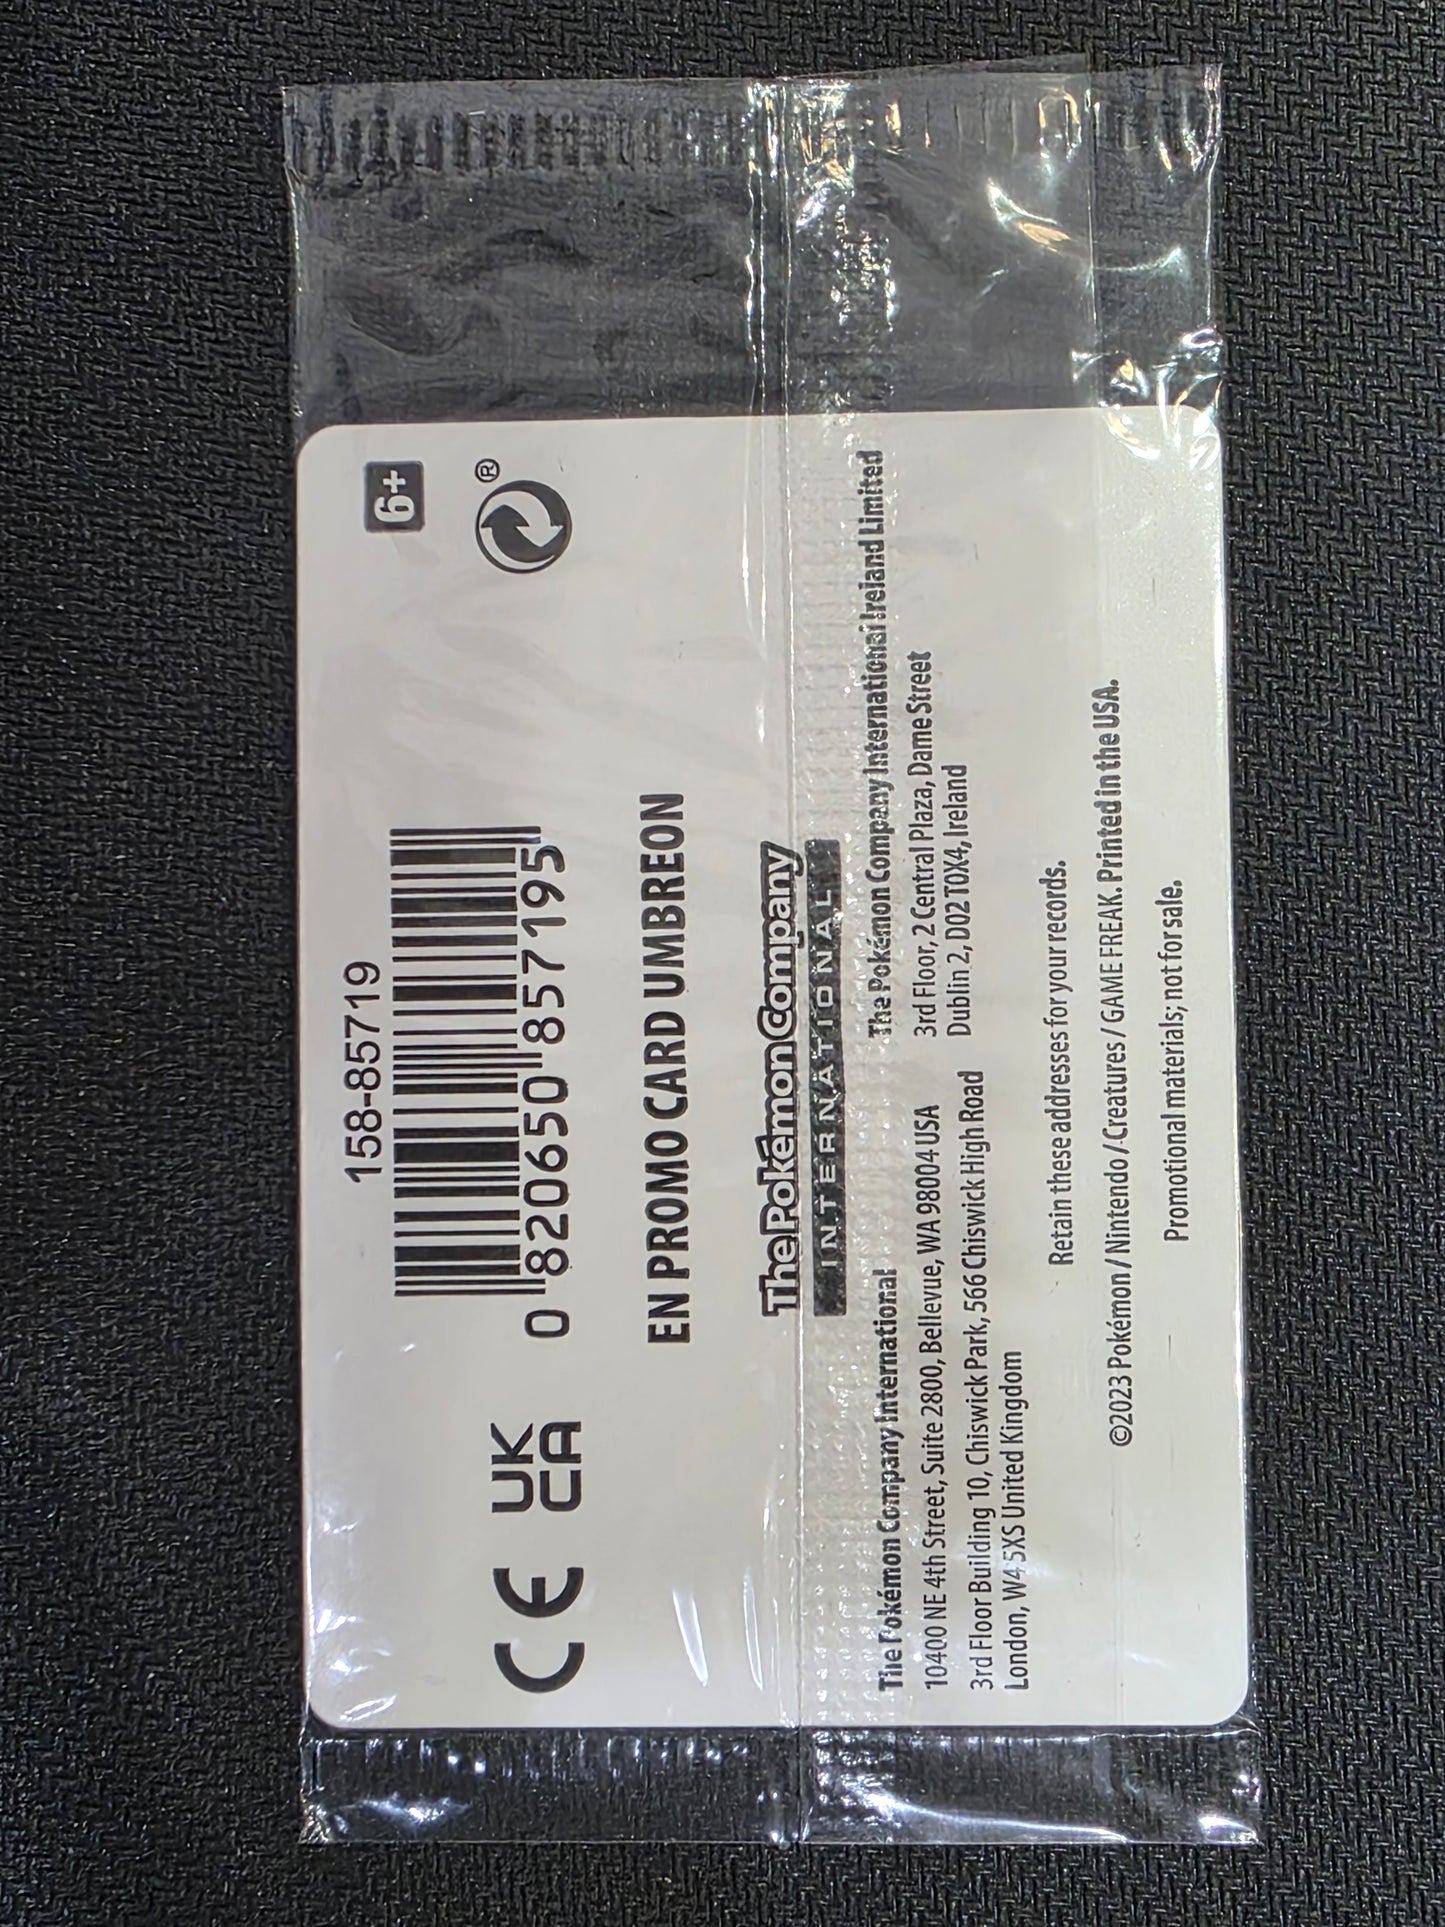 158-85719
6+
0 820650 857195
®
CE
UK
CA
EN PROMO CARD UMBREON
The Pokémon Company
INTERNATIONAL
The Pokémon Company International
10400 NE 4th Street, Suite 2800, Bellevue, WA 98004 USA
3rd Floor Building 10, Chiswick Park, 566 Chiswick High Road
London, W4 5XS United Kingdom
The Pokémon Company International Ireland Limited
3rd Floor, 2 Central Plaza, Dame Street
Dublin 2, D02 T0X4, Ireland
Retain these addresses for your records.
©2023 Pokémon / Nintendo / Creatures / GAME FREAK. Printed in the USA.
Promotional materials; not for sale.